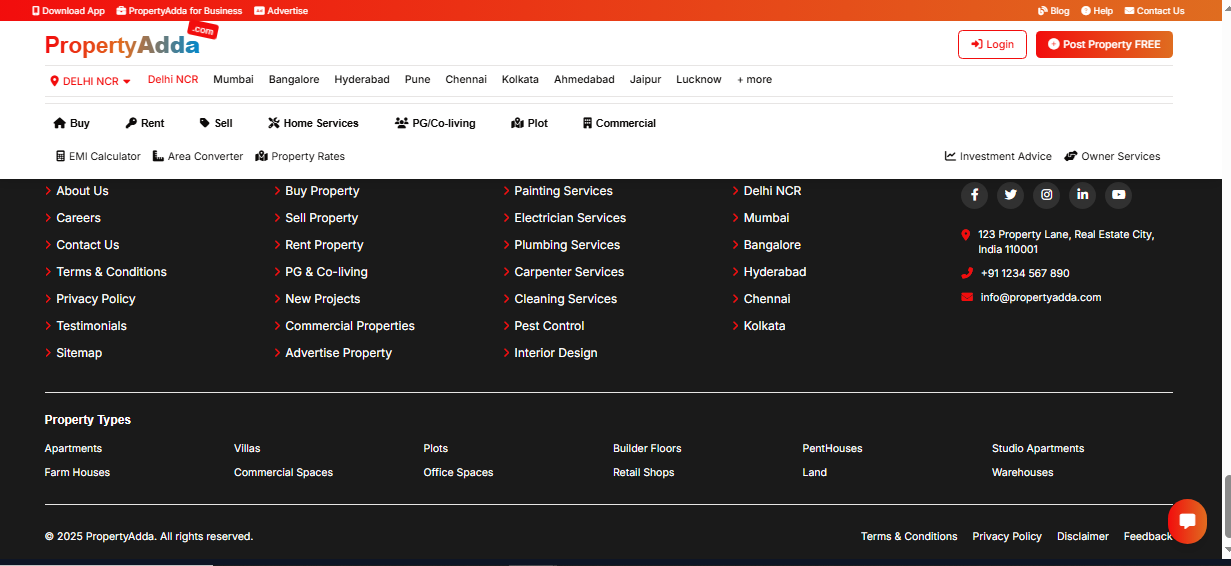 Download App PropertyAdda for Business Advertise Blog Help Contact Us
PropertyAdda .com
Login Post Property FREE
DELHI NCR Delhi NCR Mumbai Bangalore Hyderabad Pune Chennai Kolkata Ahmedabad Jaipur Lucknow + more
Buy Rent Sell Home Services PG/Co-living Plot Commercial
EMI Calculator Area Converter Property Rates Investment Advice Owner Services
About Us Buy Property Painting Services Delhi NCR
Careers Sell Property Electrician Services Mumbai
Contact Us Rent Property Plumbing Services Bangalore
Terms & Conditions PG & Co-living Carpenter Services Hyderabad
Privacy Policy New Projects Cleaning Services Chennai
Testimonials Commercial Properties Pest Control Kolkata
Sitemap Advertise Property Interior Design
123 Property Lane, Real Estate City,
India 110001
+91 1234 567 890
info@propertyadda.com
Property Types
Apartments Villas Plots Builder Floors PentHouses Studio Apartments
Farm Houses Commercial Spaces Office Spaces Retail Shops Land Warehouses
© 2025 PropertyAdda. All rights reserved. Terms & Conditions Privacy Policy Disclaimer Feedback